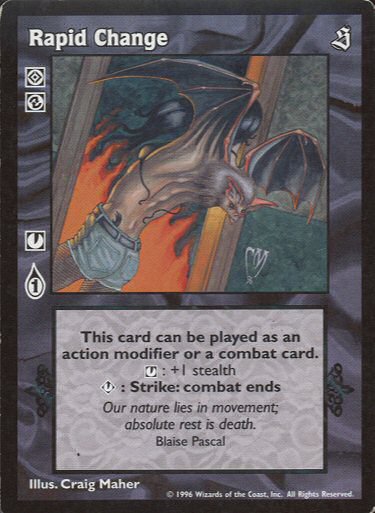 Rapid Change
This card can be played as an
action modifier or a combat card.
: +1 stealth
: Strike: combat ends
Our nature lies in movement;
absolute rest is death.
Blaise Pascal
1
Illus. Craig Maher
© 1996 Wizards of the Coast, Inc. All Rights Reserved.